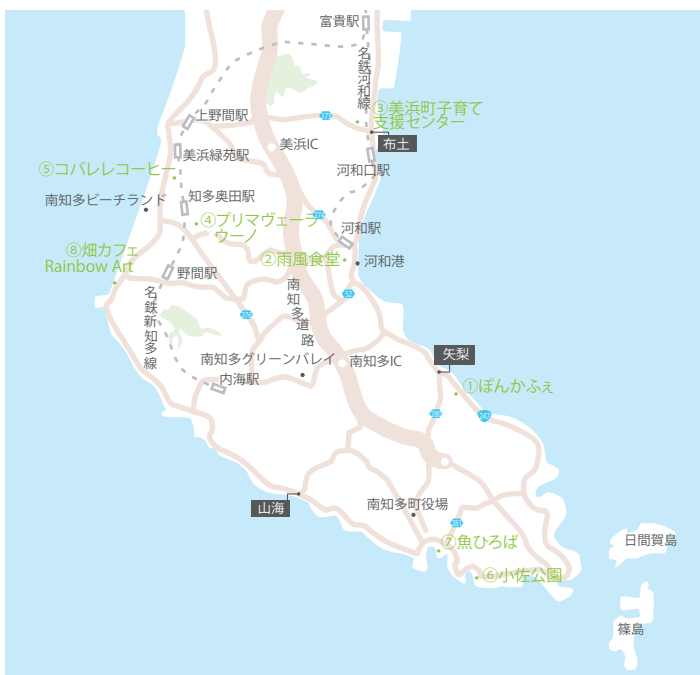 富貴駅
名鉄河和線
上野間駅
275
③美浜町子育て
支援センター
布土
美浜IC
美浜緑苑駅
河和口駅
⑤コバレレコーヒー
知多奥田駅
南知多ビーチランド
④プリマヴェーラ
ウーノ
274
河和駅
⑧畑カフェ
Rainbow Art
②雨風食堂
河和港
野間駅
南知多道路
52
名鉄新知多線
276
矢梨
南知多グリーンバレイ
南知多IC
内海駅
①ぽんかふぇ
280
247
山海
南知多町役場
281
⑦魚ひろば
日間賀島
⑥小佐公園
篠島